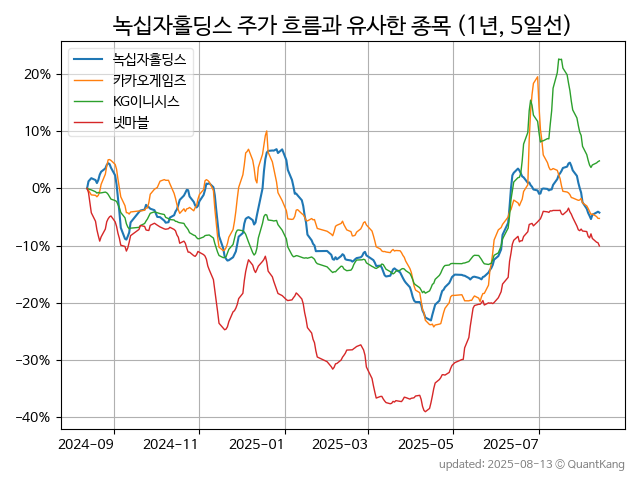 녹십자홀딩스 주가 흐름과 유사한 종목 (1년, 5일선)
녹십자홀딩스
카카오게임즈
KG이니시스
넷마블
20%
10%
0%
−10%
−20%
−30%
−40%
2024-09
2024-11
2025-01
2025-03
2025-05
2025-07
updated: 2025-08-13 ⓒ QuantKang